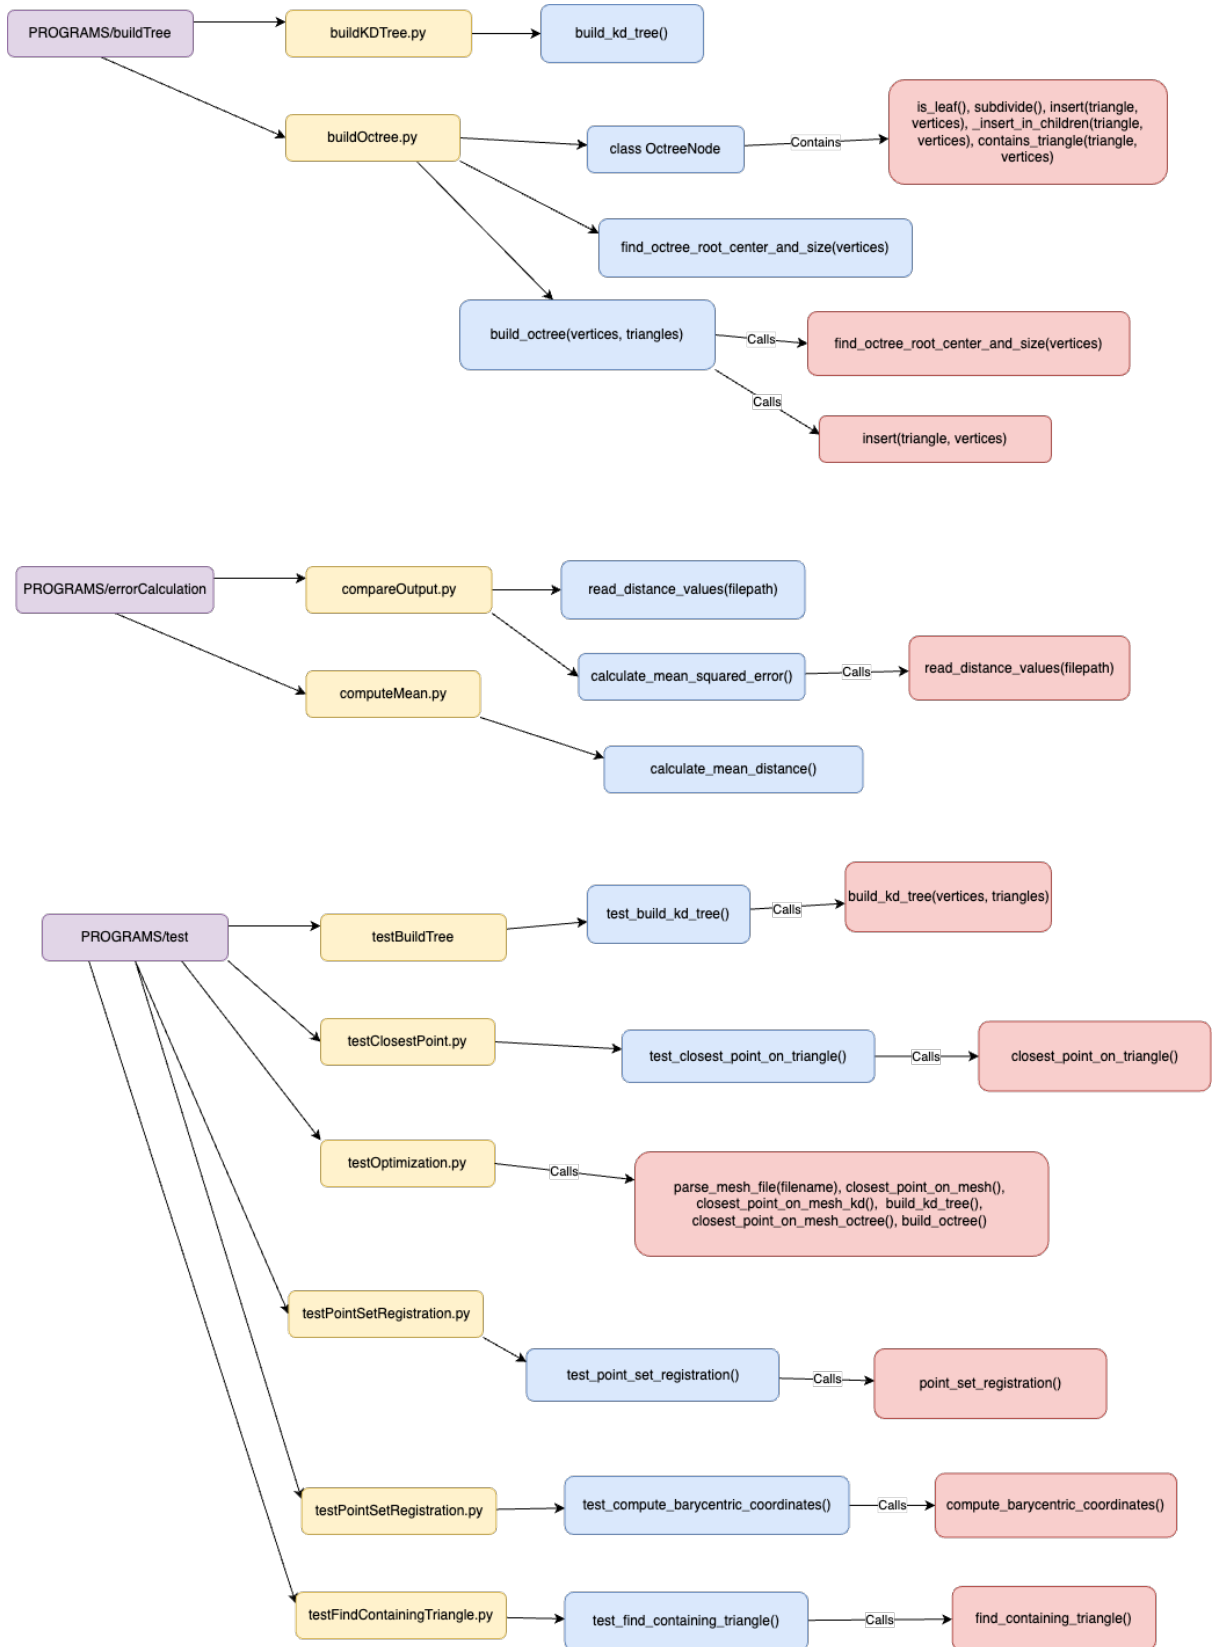 PROGRAMS/buildTree
buildKDTree.py
build_kd_tree()
buildOctree.py
class OctreeNode
Contains
is_leaf(), subdivide(), insert(triangle,
vertices), _insert_in_children(triangle,
vertices), contains_triangle(triangle,
vertices)
find_octree_root_center_and_size(vertices)
build_octree(vertices, triangles)
Calls
find_octree_root_center_and_size(vertices)
Calls
insert(triangle, vertices)
PROGRAMS/errorCalculation
compareOutput.py
read_distance_values(filepath)
calculate_mean_squared_error()
Calls
read_distance_values(filepath)
computeMean.py
calculate_mean_distance()
PROGRAMS/test
testBuildTree
test_build_kd_tree()
Calls
build_kd_tree(vertices, triangles)
testClosestPoint.py
test_closest_point_on_triangle()
Calls
closest_point_on_triangle()
testOptimization.py
Calls
parse_mesh_file(filename), closest_point_on_mesh(),
closest_point_on_mesh_kd(), build_kd_tree(),
closest_point_on_mesh_octree(), build_octree()
testPointSetRegistration.py
test_point_set_registration()
Calls
point_set_registration()
testPointSetRegistration.py
test_compute_barycentric_coordinates()
Calls
compute_barycentric_coordinates()
testFindContainingTriangle.py
test_find_containing_triangle()
Calls
find_containing_triangle()